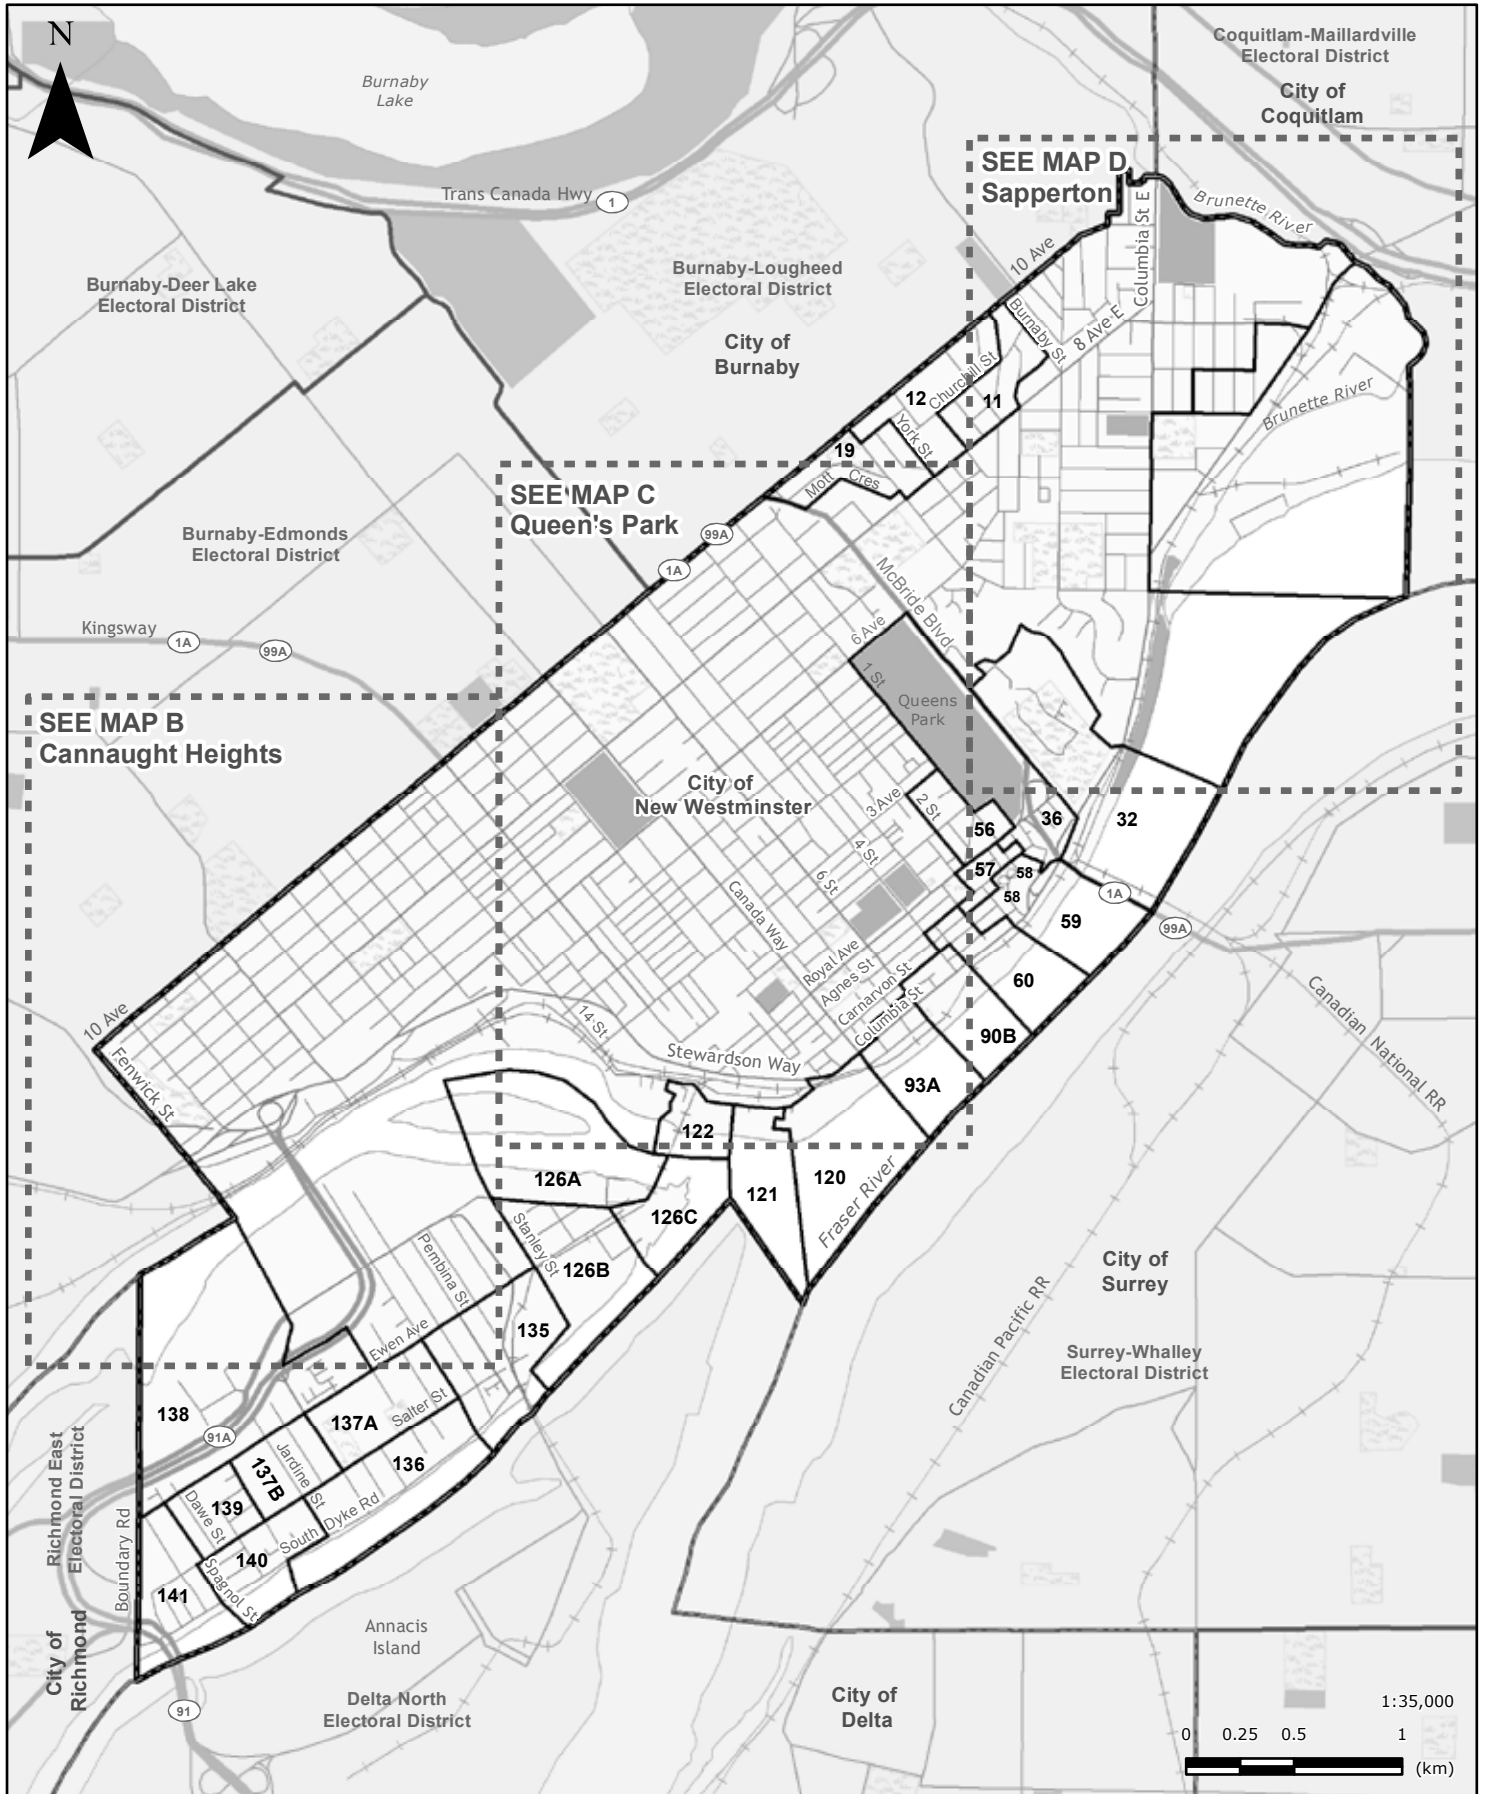 N
Burnaby
Lake
Coquitlam-Maillardville
Electoral District
City of
Coquitlam
SEE MAP D
Sapperton
Trans Canada Hwy
1
Brunette River
Columbia St E
10 Ave
Burnaby-Deer Lake
Electoral District
Burnaby-Lougheed
Electoral District
City of
Burnaby
Burnaby St
8 Ave E
Churchill St
12
11
Brunette River
York St
19
Mott Cres
SEE MAP C
Queen's Park
99A
1A
Burnaby-Edmonds
Electoral District
McBride Blvd
Kingsway
1A
99A
6 Ave
1 St
Queens
Park
SEE MAP B
Cannaught Heights
City of
New Westminster
3 Ave
2 St
56
36
32
4 St
6 St
57
58
58
1A
59
99A
Canada Way
Royal Ave
Agnes St
Carnarvon St
Columbia St
60
90B
93A
Canadian National RR
10 Ave
Fenwick St
14 St
Stewardson Way
122
126A
121
120
126C
Fraser River
Stanley St
Pembina St
126B
City of
Surrey
Canadian Pacific RR
135
Ewen Ave
Surrey-Whalley
Electoral District
138
91A
137A
Salter St
136
137B
Jardine St
139
Dawe St
South Dyke Rd
140
Spagnol St
141
Boundary Rd
Richmond East
Electoral District
City of
Richmond
Annacis
Island
91
Delta North
Electoral District
City of
Delta
1:35,000
0 0.25 0.5 1
(km)